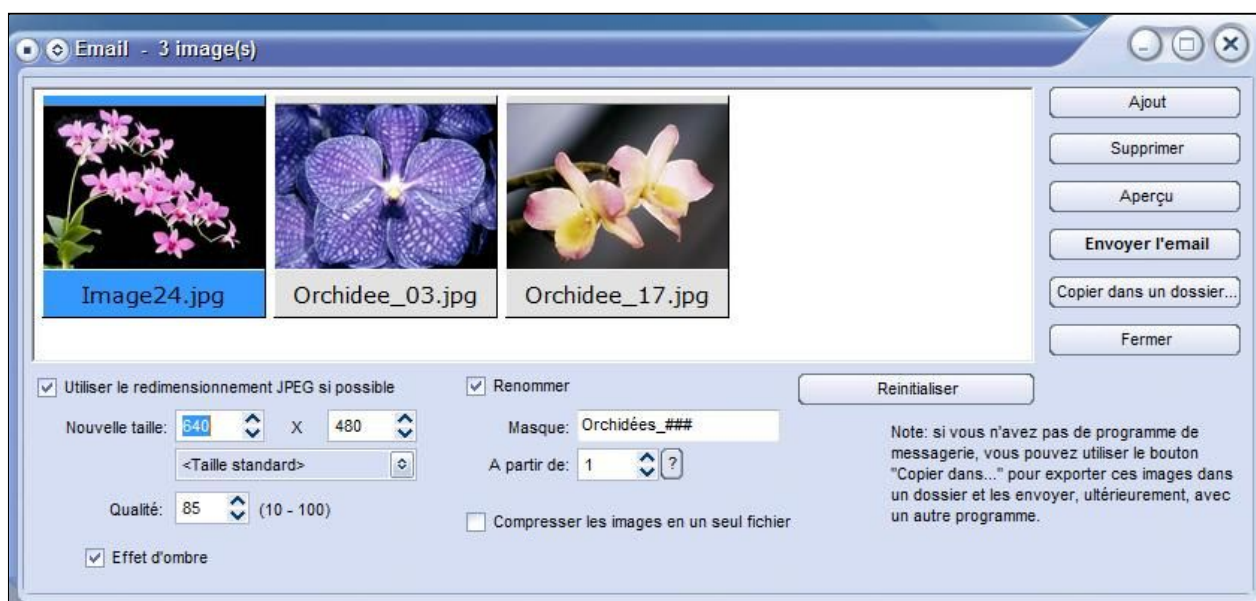 Email - 3 image(s)
Image24.jpg
Orchidee_03.jpg
Orchidee_17.jpg
Ajout
Supprimer
Aperçu
Envoyer l'email
Copier dans un dossier...
Fermer
Utiliser le redimensionnement JPEG si possible
Nouvelle taille: 640 X 480
<Taille standard>
Qualité: 85 (10 - 100)
Effet d'ombre
Renommer
Masque: Orchidées_###
A partir de: 1 ?
Compresser les images en un seul fichier
Reinitialiser
Note: si vous n'avez pas de programme de
messagerie, vous pouvez utiliser le bouton
"Copier dans..." pour exporter ces images dans
un dossier et les envoyer, ultérieurement, avec
un autre programme.